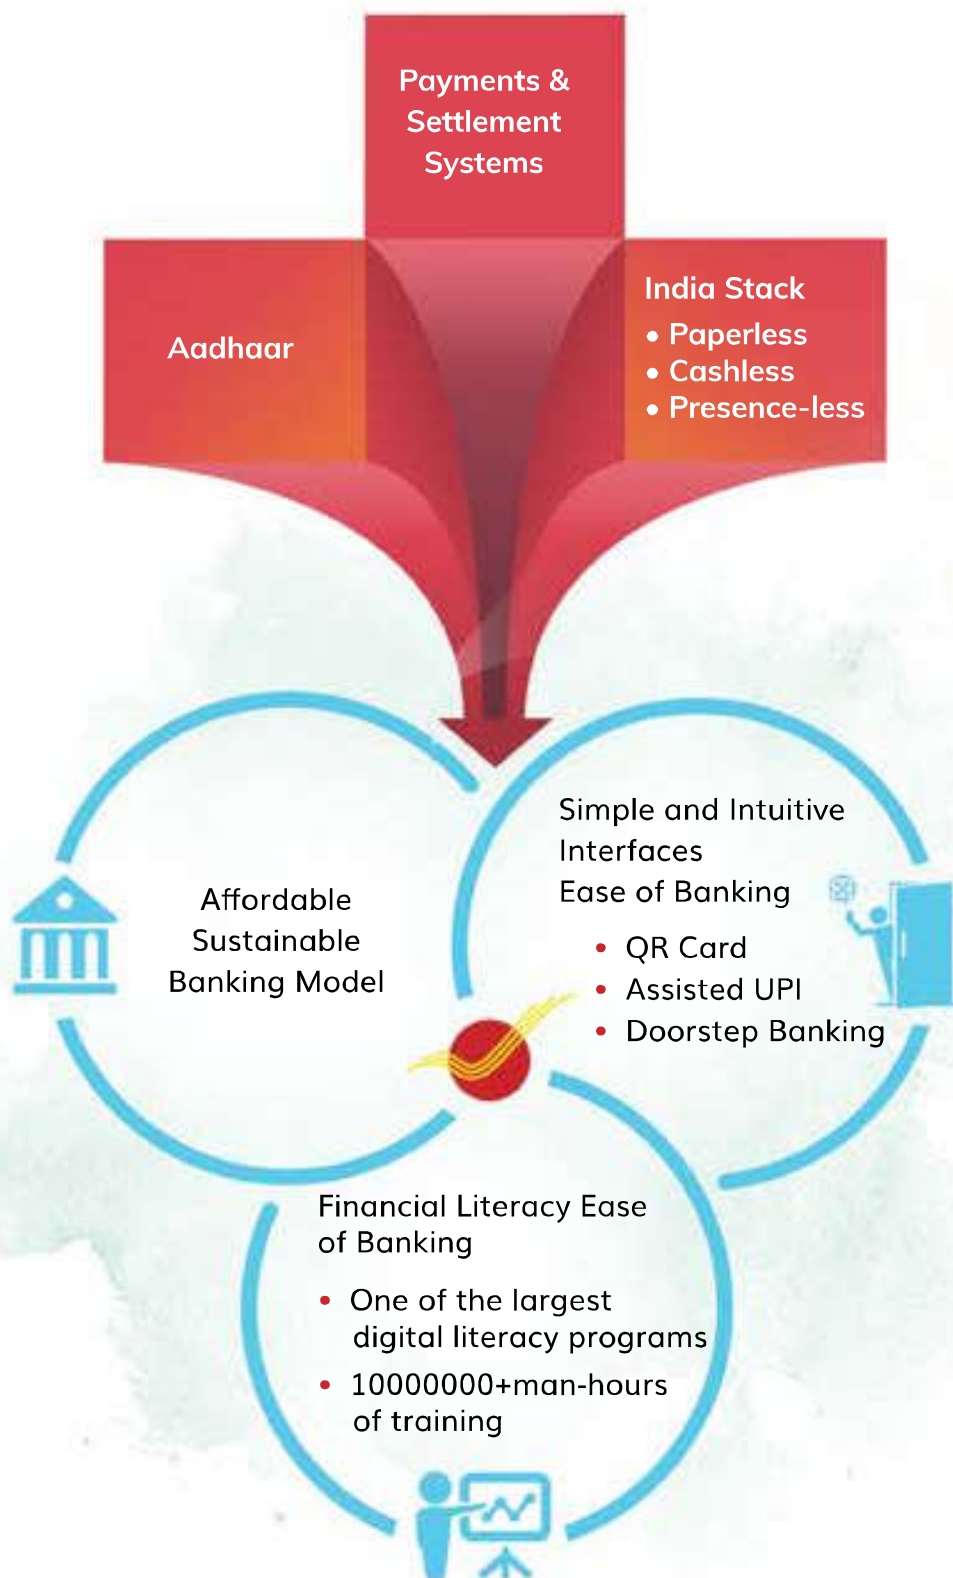 Payments &
Settlement
Systems
Aadhaar
India Stack
• Paperless
• Cashless
• Presence-less
Affordable
Sustainable
Banking Model
Simple and Intuitive
Interfaces
Ease of Banking
• QR Card
• Assisted UPI
• Doorstep Banking
Financial Literacy Ease
of Banking
• One of the largest
digital literacy programs
• 10000000+man-hours
of training